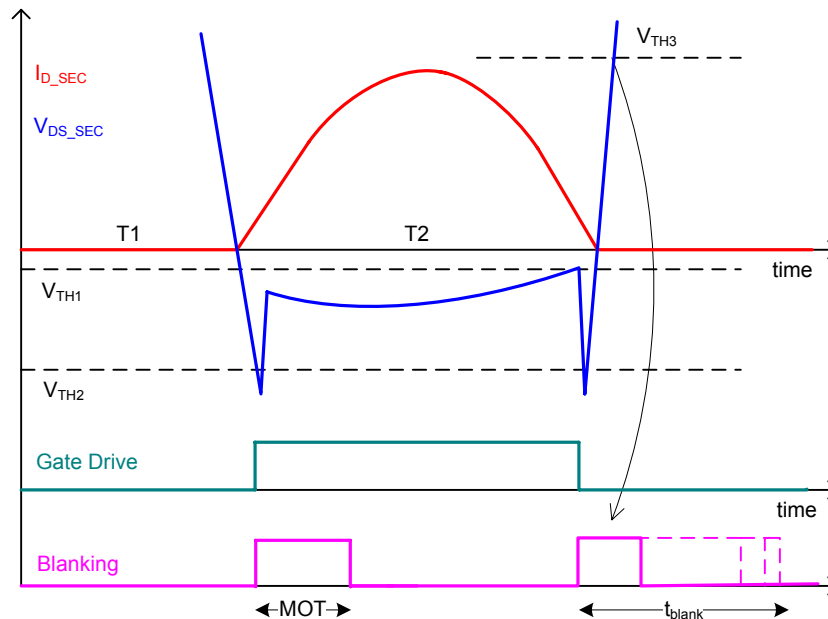 V_TH3
I_D_SEC
V_DS_SEC
T1 T2
time
V_TH1
V_TH2
Gate Drive
time
Blanking
MOT t_blank